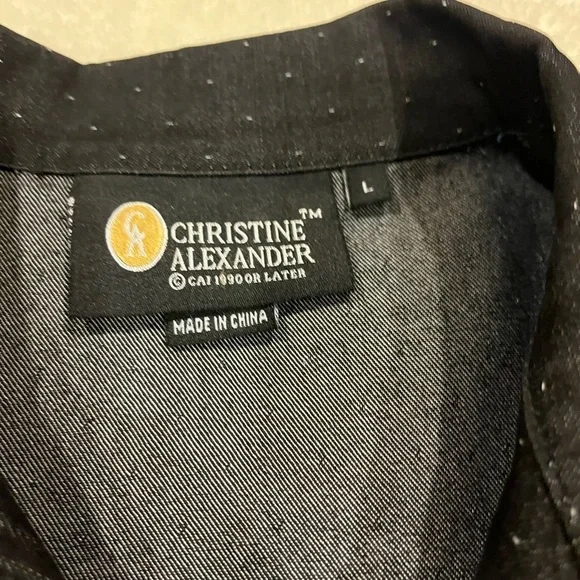 CA
CHRISTINE™
ALEXANDER
© CAI 1990 OR LATER
L
MADE IN CHINA